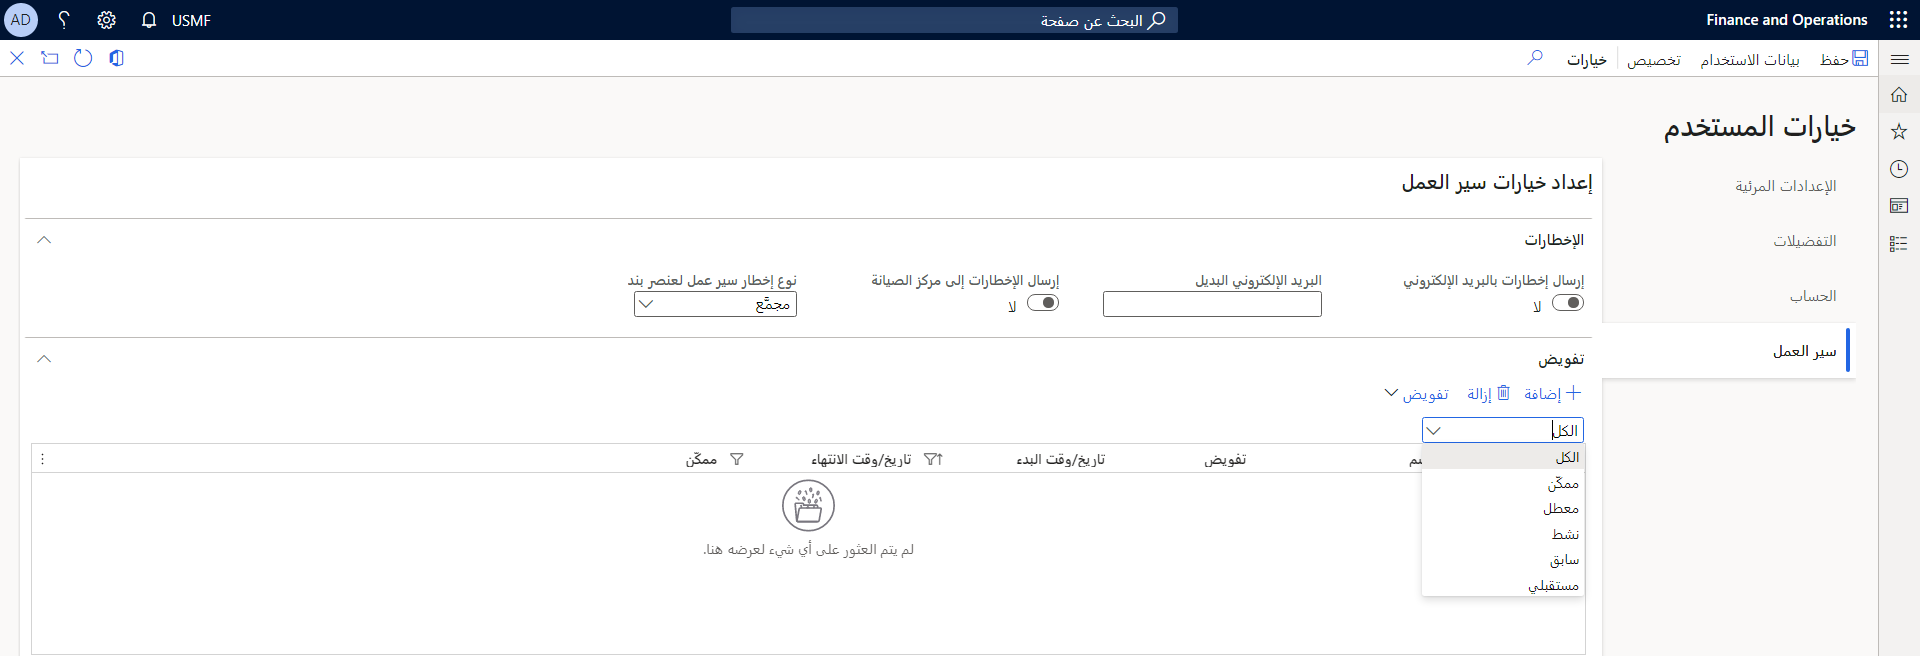 Finance and Operations
البحث عن صفحة
USMF
AD
حفظ
بيانات الاستخدام
تخصيص
خيارات
خيارات المستخدم
الإعدادات المرئية
التفضيلات
الحساب
سير العمل
إعداد خيارات سير العمل
الإخطارات
إرسال إخطارات بالبريد الإلكتروني
لا
البريد الإلكتروني البديل
إرسال الإخطارات إلى مركز الصيانة
لا
نوع إخطار سير عمل لعنصر بند
مجمَّع
تفويض
إضافة
إزالة
تفويض
الكل
تفويض
تاريخ/وقت البدء
تاريخ/وقت الانتهاء
ممكّن
الكل
ممكّن
معطل
نشط
سابق
مستقبلي
لم يتم العثور على أي شيء لعرضه هنا.